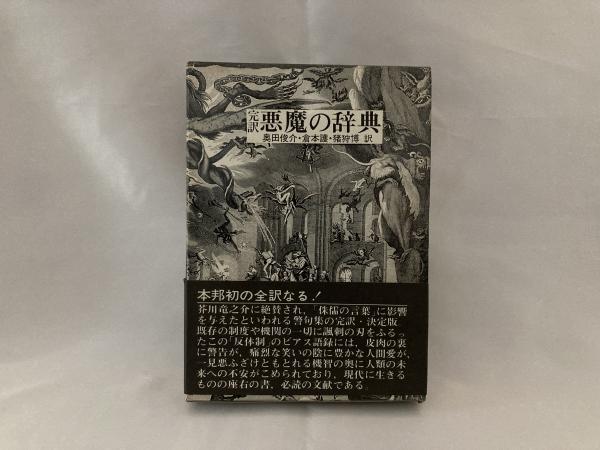 完訳 悪魔の辞典
奥田俊介・倉本護・猪狩博 訳
本邦初の全訳なる！
芥川竜之介に絶賛され、「侏儒の言葉」に影響
を与えたといわれる警句集の完訳・決定版。
既存の制度や機関の一切に諷刺の刃をふるっ
たこの「反体制」のビアス語録には、皮肉の裏
に警告が、痛烈な笑いの陰に豊かな人間愛が、
一見悪ふざけともとれる機智の奥に人類の未
来への不安がこめられており、現代に生きる
ものの座右の書、必読の文献である。